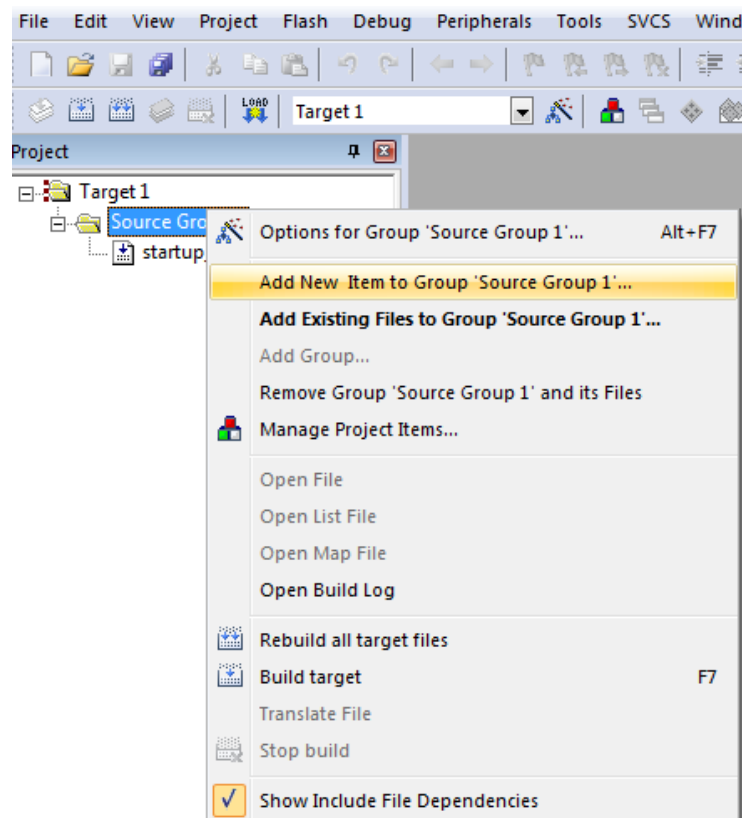 File Edit View Project Flash Debug Peripherals Tools SVCS Wind
LOAD Target 1
Project
Target 1
Source Gro
startup_
Options for Group 'Source Group 1'... Alt+F7
Add New Item to Group 'Source Group 1'...
Add Existing Files to Group 'Source Group 1'...
Add Group...
Remove Group 'Source Group 1' and its Files
Manage Project Items...
Open File
Open List File
Open Map File
Open Build Log
Rebuild all target files
Build target F7
Translate File
Stop build
Show Include File Dependencies